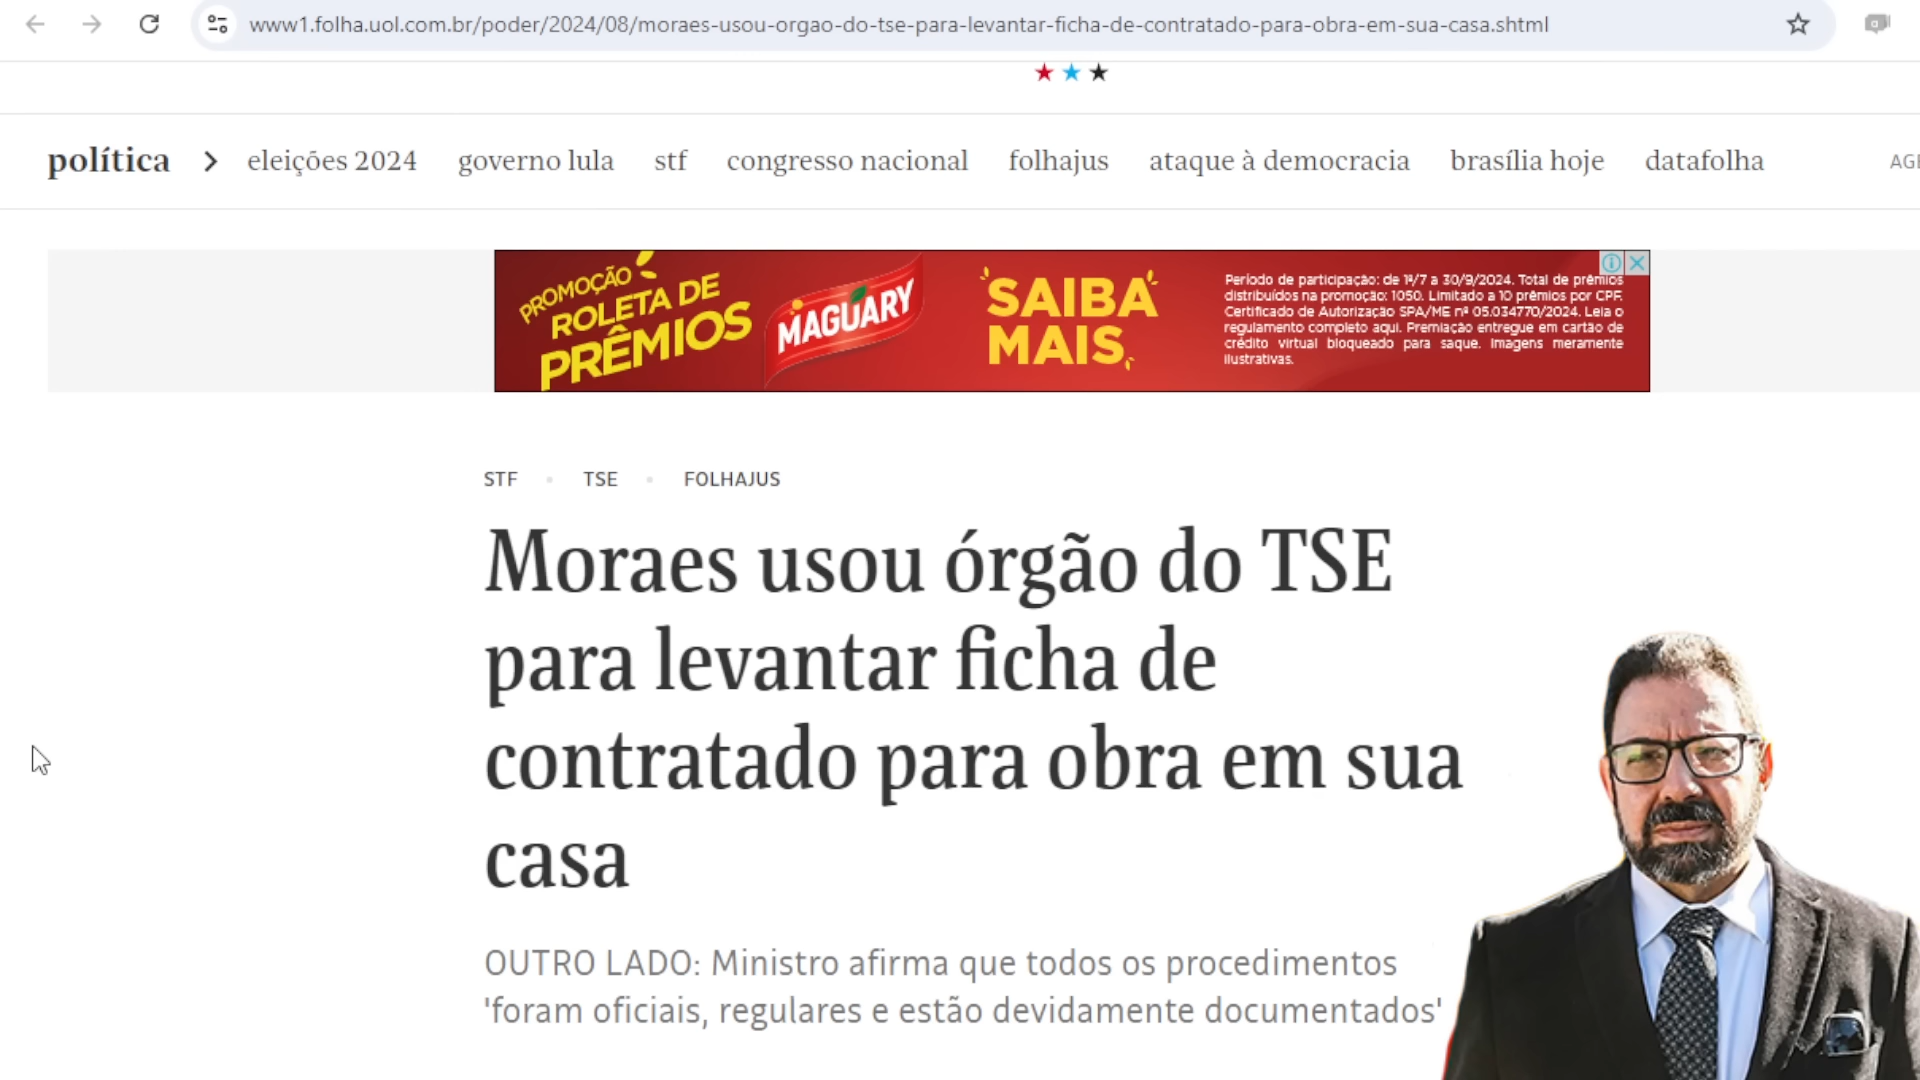 www1.folha.uol.com.br/poder/2024/08/moraes-usou-orgao-do-tse-para-levantar-ficha-de-contratado-para-obra-em-sua-casa.shtml
política > eleições 2024 governo lula stf congresso nacional folhajus ataque à democracia brasília hoje datafolha
PROMOÇÃO
ROLETA DE
PRÊMIOS
MAGUARY
SAIBA
MAIS
Período de participação: de 1º/7 a 30/9/2024. Total de prêmios
distribuídos na promoção: 1050. Limitado a 10 prêmios por CPF.
Certificado de Autorização SPA/ME nº 05.034770/2024. Leia o
regulamento completo aqui. Premiação entregue em cartão de
crédito virtual bloqueado para saque. Imagens meramente
ilustrativas.
STF • TSE • FOLHAJUS
Moraes usou órgão do TSE
para levantar ficha de
contratado para obra em sua
casa
OUTRO LADO: Ministro afirma que todos os procedimentos
'foram oficiais, regulares e estão devidamente documentados'